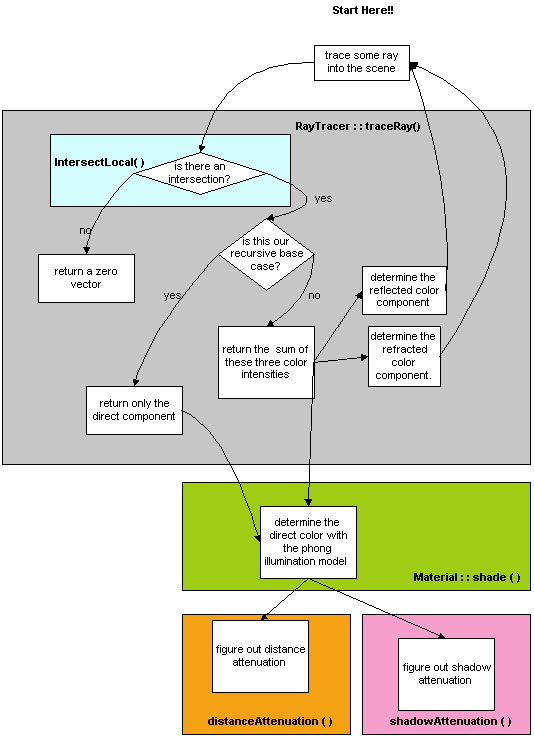 Start Here!!
trace some ray
into the scene
RayTracer : : traceRay()
IntersectLocal( )
is there an
intersection?
yes
no
is this our
recursive base
case?
return a zero
vector
determine the
reflected color
component
yes
no
return the sum of
these three color
intensities
determine the
refracted
color
component.
return only the
direct component
determine the
direct color with
the phong
illumination model
Material : : shade ( )
figure out distance
attenuation
figure out shadow
attenuation
distanceAttenuation ( )
shadowAttenuation ( )